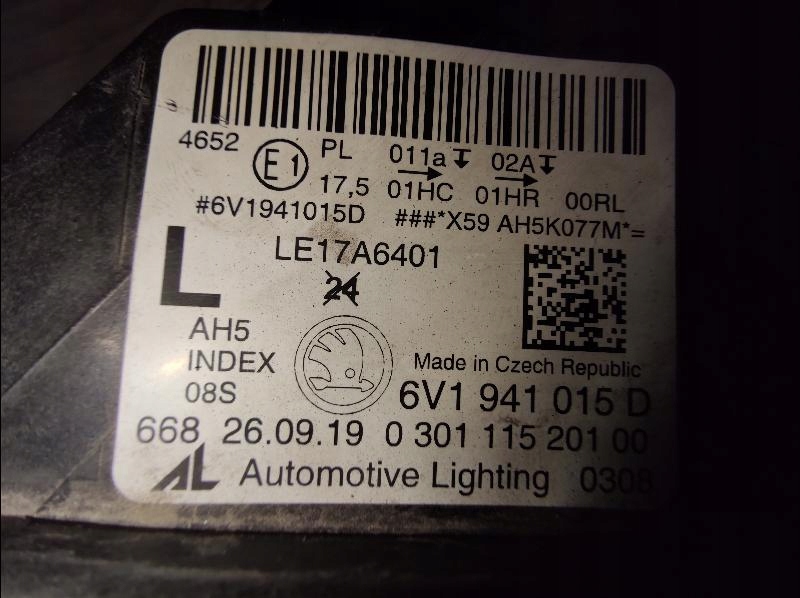 4652 E1 PL 011a 02A
17,5 01HC 01HR 00RL
#6V1941015D ###*X59 AH5K077M*=
LE17A6401
L 24
AH5
INDEX Made in Czech Republic
08S 6V1 941 015 D
668 26.09.19 0 301 115 201 00
AL Automotive Lighting 0308